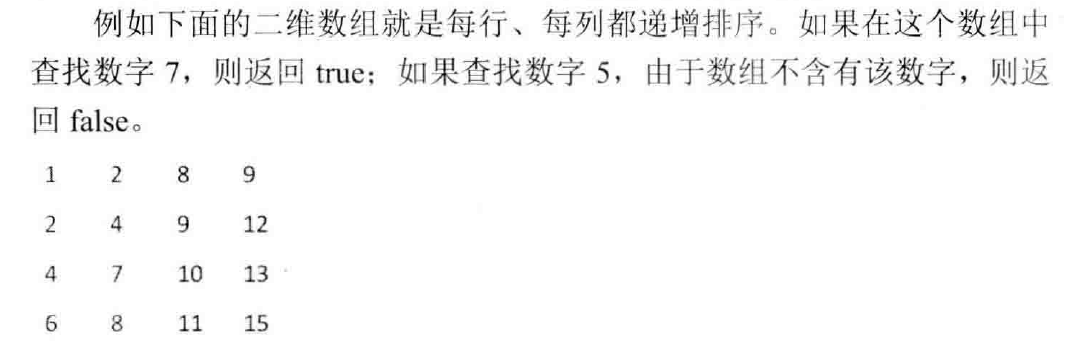 例如下面的二维数组就是每行、每列都递增排序。如果在这个数组中
查找数字 7，则返回 true；如果查找数字 5，由于数组不含有该数字，则返
回 false。
1 2 8 9
2 4 9 12
4 7 10 13
6 8 11 15